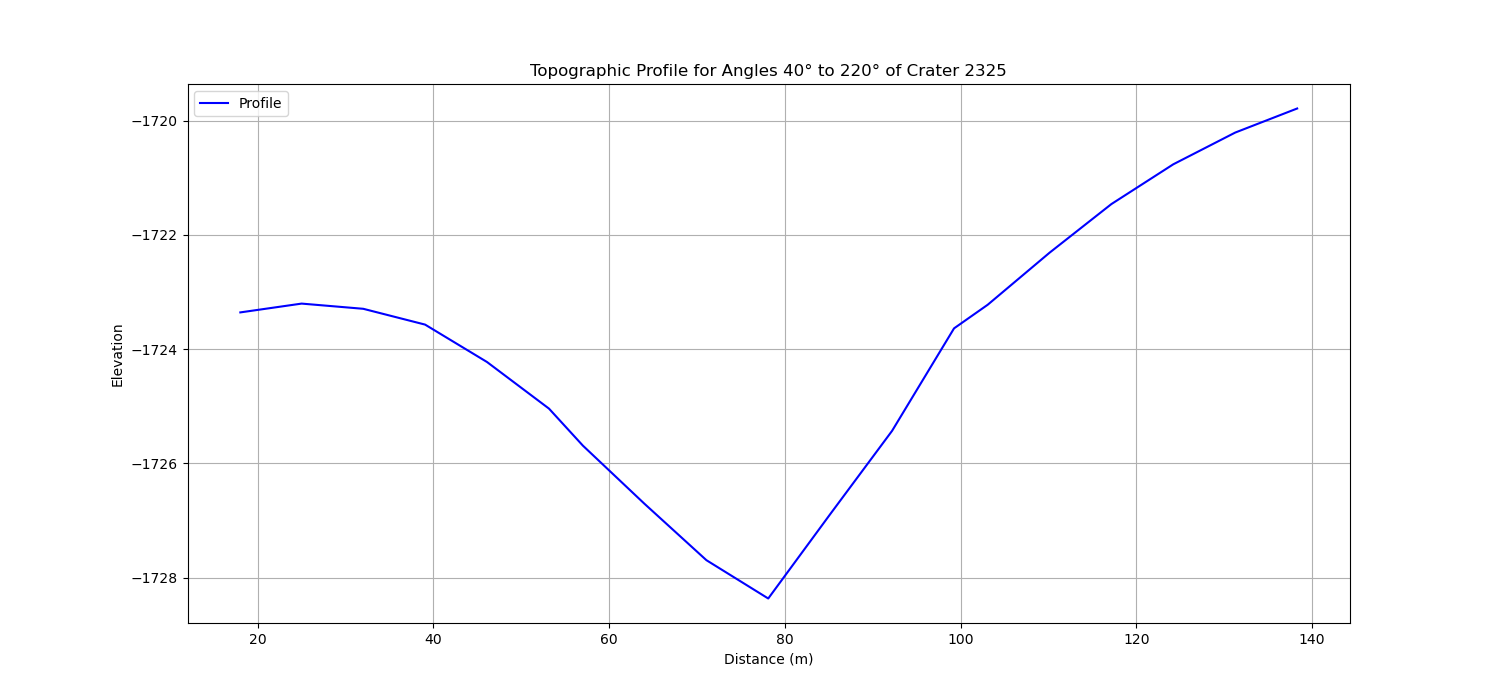 Topographic Profile for Angles 40° to 220° of Crater 2325
Profile
−1720
−1722
−1724
−1726
−1728
Elevation
20 40 60 80 100 120 140
Distance (m)